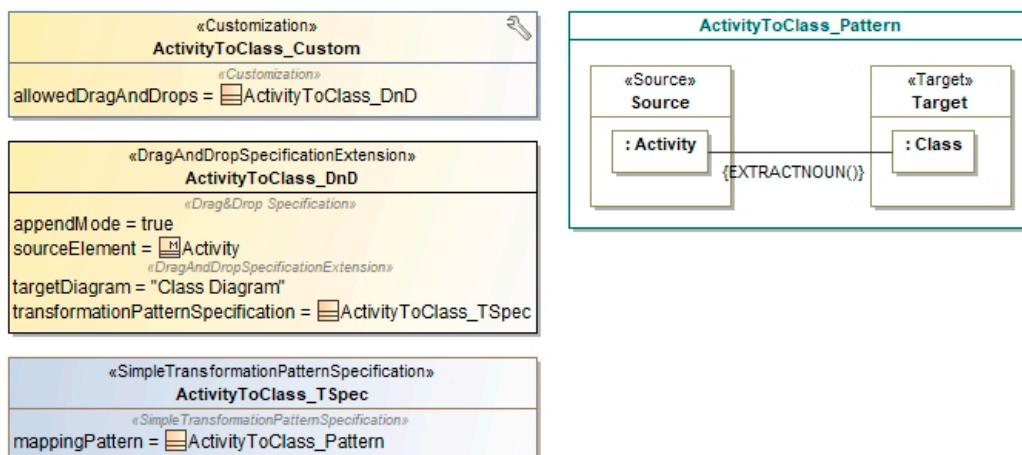 «Customization»
ActivityToClass_Custom
«Customization»
allowedDragAndDrops = ActivityToClass_DnD
«DragAndDropSpecificationExtension»
ActivityToClass_DnD
«Drag&Drop Specification»
appendMode = true
sourceElement = M Activity
«DragAndDropSpecificationExtension»
targetDiagram = "Class Diagram"
transformationPatternSpecification = ActivityToClass_TSpec
«SimpleTransformationPatternSpecification»
ActivityToClass_TSpec
«SimpleTransformationPatternSpecification»
mappingPattern = ActivityToClass_Pattern
ActivityToClass_Pattern
«Source»
Source
: Activity
{EXTRACTNOUN()}
«Target»
Target
: Class